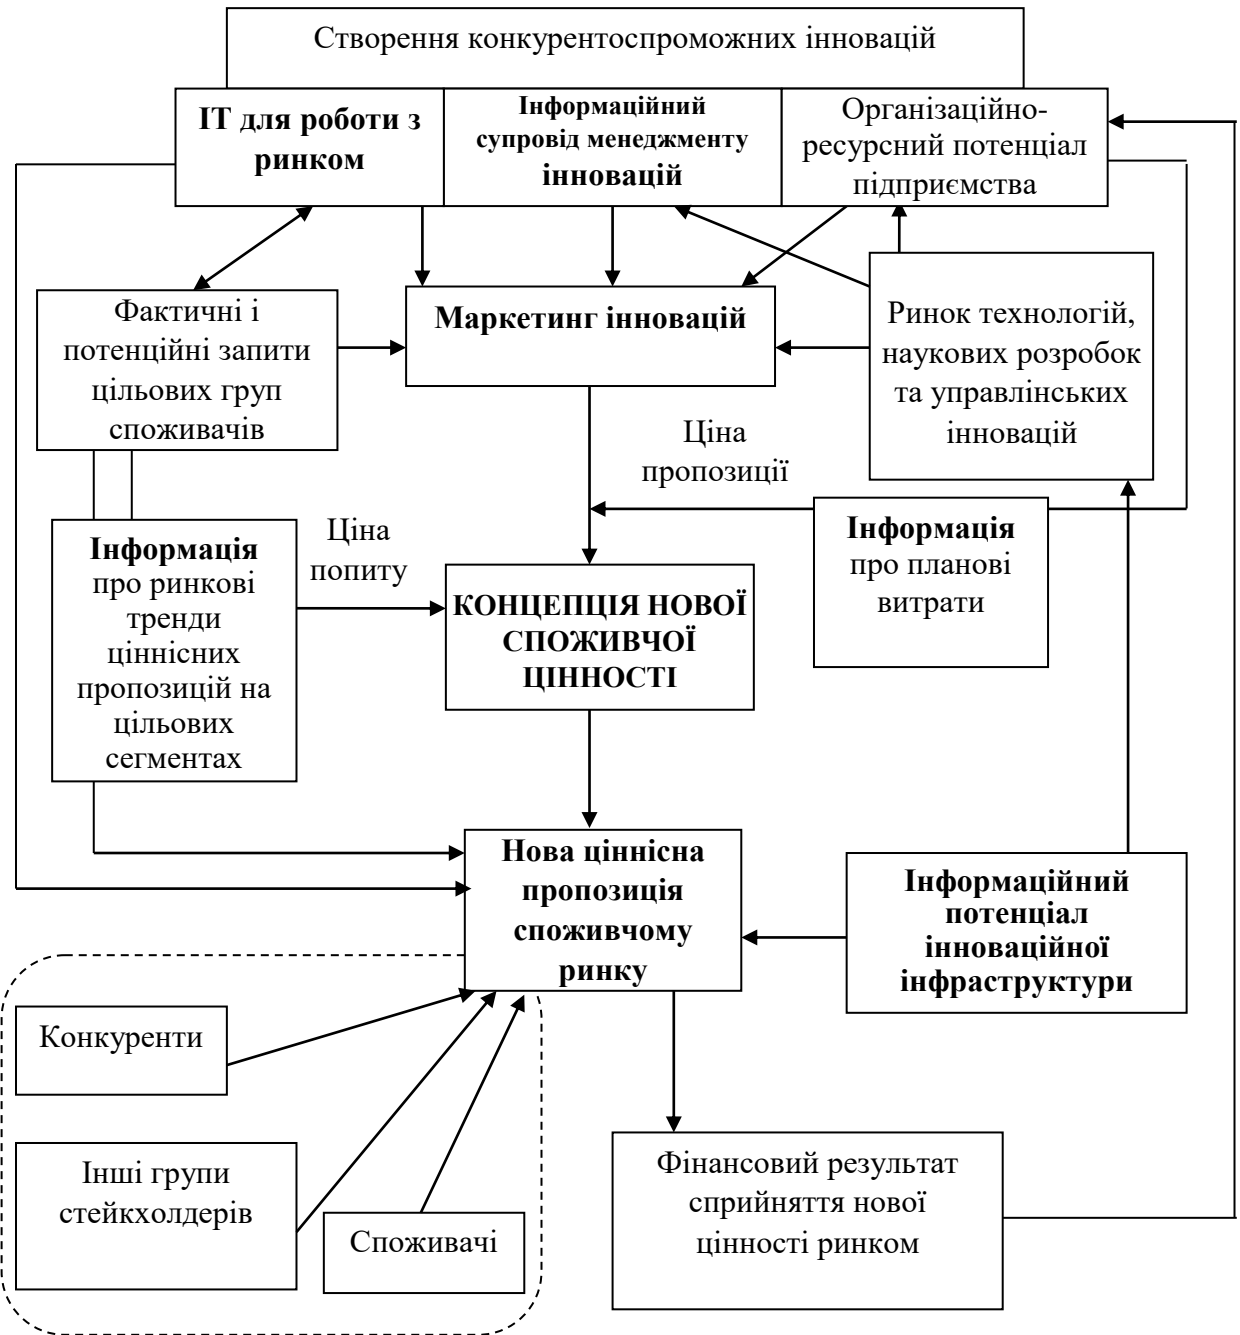 Створення конкурентоспроможних інновацій
ІТ для роботи з
ринком
Інформаційний
супровід менеджменту
інновацій
Організаційно-
ресурсний потенціал
підприємства
Фактичні і
потенційні запити
цільових груп
споживачів
Маркетинг інновацій
Ринок технологій,
наукових розробок
та управлінських
інновацій
Ціна
пропозиції
Інформація
про ринкові
тренди
ціннісних
пропозицій на
цільових
сегментах
Ціна
попиту
Інформація
про планові
витрати
КОНЦЕПЦІЯ НОВОЇ
СПОЖИВЧОЇ
ЦІННОСТІ
Нова ціннісна
пропозиція
споживчому
ринку
Інформаційний
потенціал
інноваційної
інфраструктури
Конкуренти
Інші групи
стейкхолдерів
Споживачі
Фінансовий результат
сприйняття нової
цінності ринком